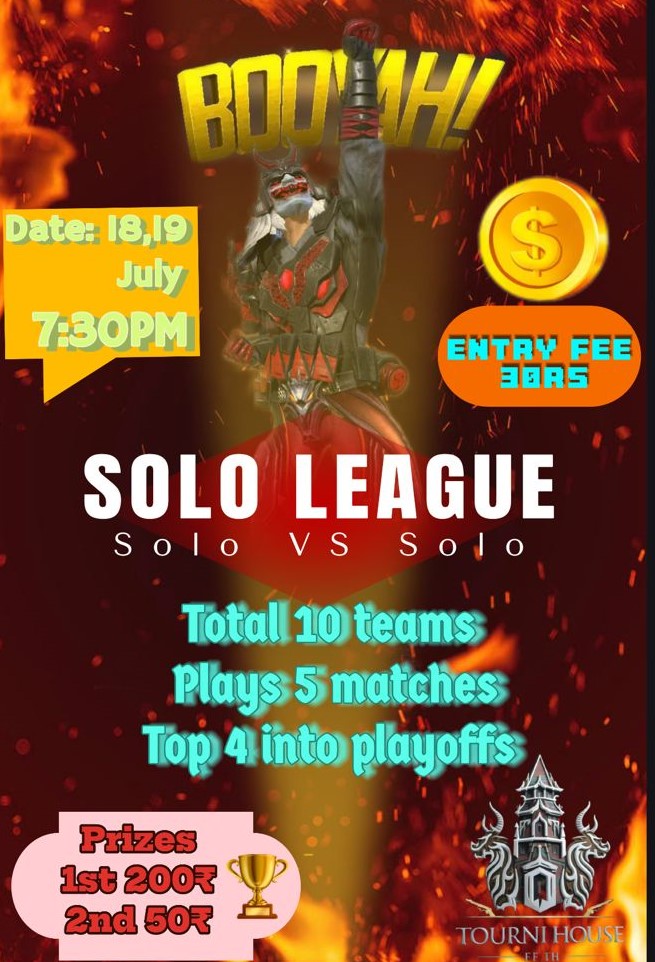 BOOYAH!
Date: 18,19
July
7:30PM
ENTRY FEE
30RS
SOLO LEAGUE
Solo VS Solo
Total 10 teams
Plays 5 matches
Top 4 into playoffs
Prizes
1st 200₹
2nd 50₹
TOURNI HOUSE